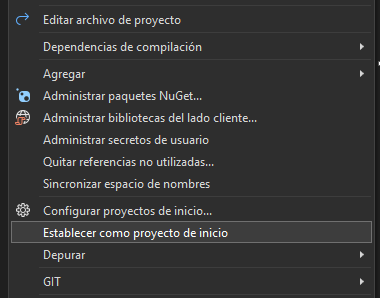 Editar archivo de proyecto
Dependencias de compilación
Agregar
Administrar paquetes NuGet...
Administrar bibliotecas del lado cliente...
Administrar secretos de usuario
Quitar referencias no utilizadas...
Sincronizar espacio de nombres
Configurar proyectos de inicio...
Establecer como proyecto de inicio
Depurar
GIT